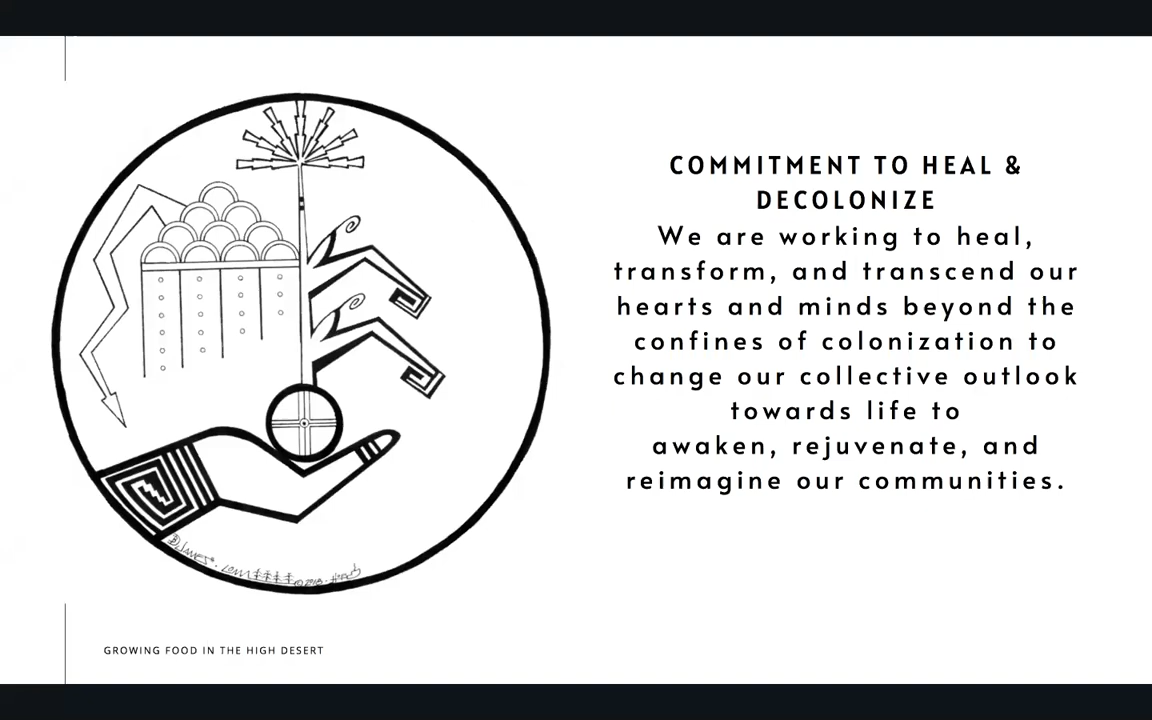 COMMITMENT TO HEAL &
DECOLONIZE
We are working to heal,
transform, and transcend our
hearts and minds beyond the
confines of colonization to
change our collective outlook
towards life to
awaken, rejuvenate, and
reimagine our communities.
GROWING FOOD IN THE HIGH DESERT